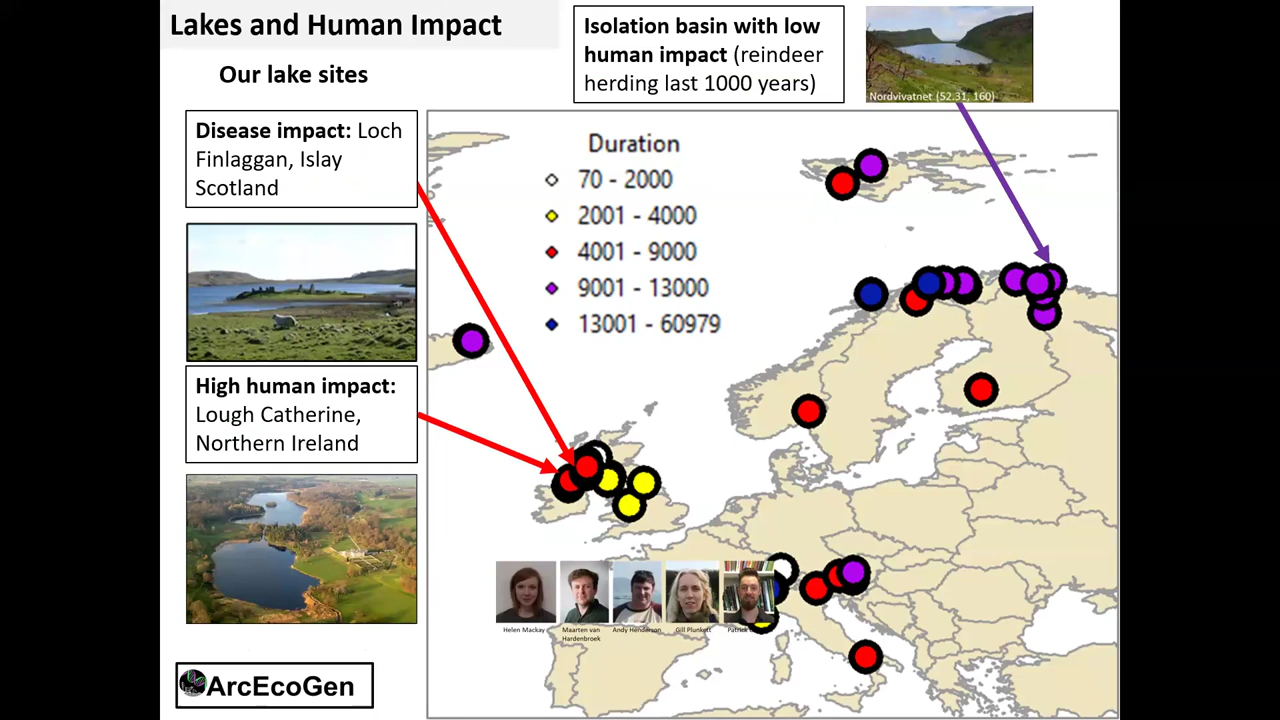 Lakes and Human Impact
Our lake sites
Isolation basin with low
human impact (reindeer
herding last 1000 years)
Nordvivatnet (52.31, 160)
Disease impact: Loch
Finlaggan, Islay
Scotland
High human impact:
Lough Catherine,
Northern Ireland
Duration
70 - 2000
2001 - 4000
4001 - 9000
9001 - 13000
13001 - 60979
Helen Mackay
Maarten van
Hardenbroek
Andy Henderson
Gill Plunkett
Patrick
ArcEcoGen